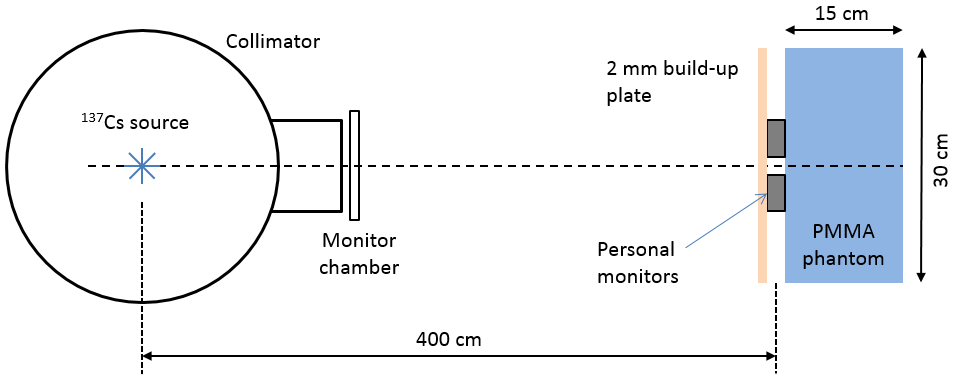 15 cm
Collimator
2 mm build-up
plate
¹³⁷Cs source
30 cm
Monitor
chamber
Personal
monitors
PMMA
phantom
400 cm